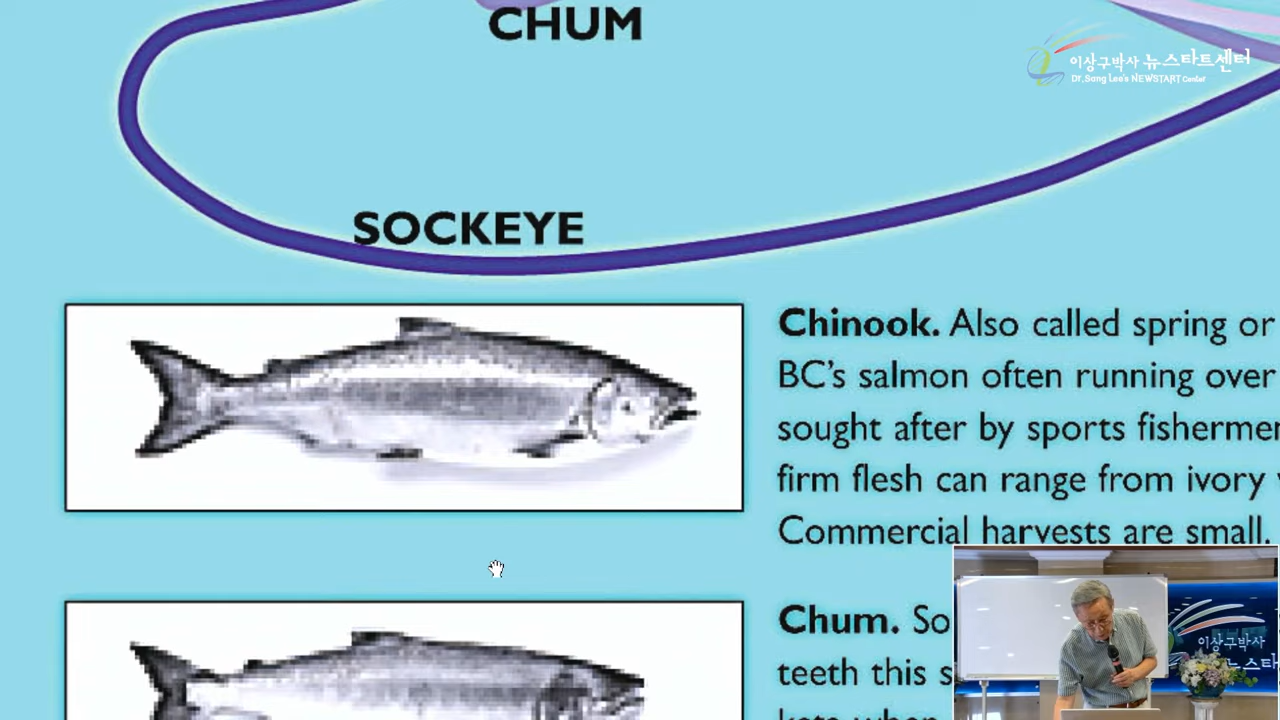 CHUM
이상구박사 뉴스타트센터
Dr. Sang Lee's NEWSTART Center
SOCKEYE
Chinook. Also called spring or
BC's salmon often running over
sought after by sports fishermen
firm flesh can range from ivory
Commercial harvests are small.
Chum. So
teeth this s
이상구박사
뉴스타